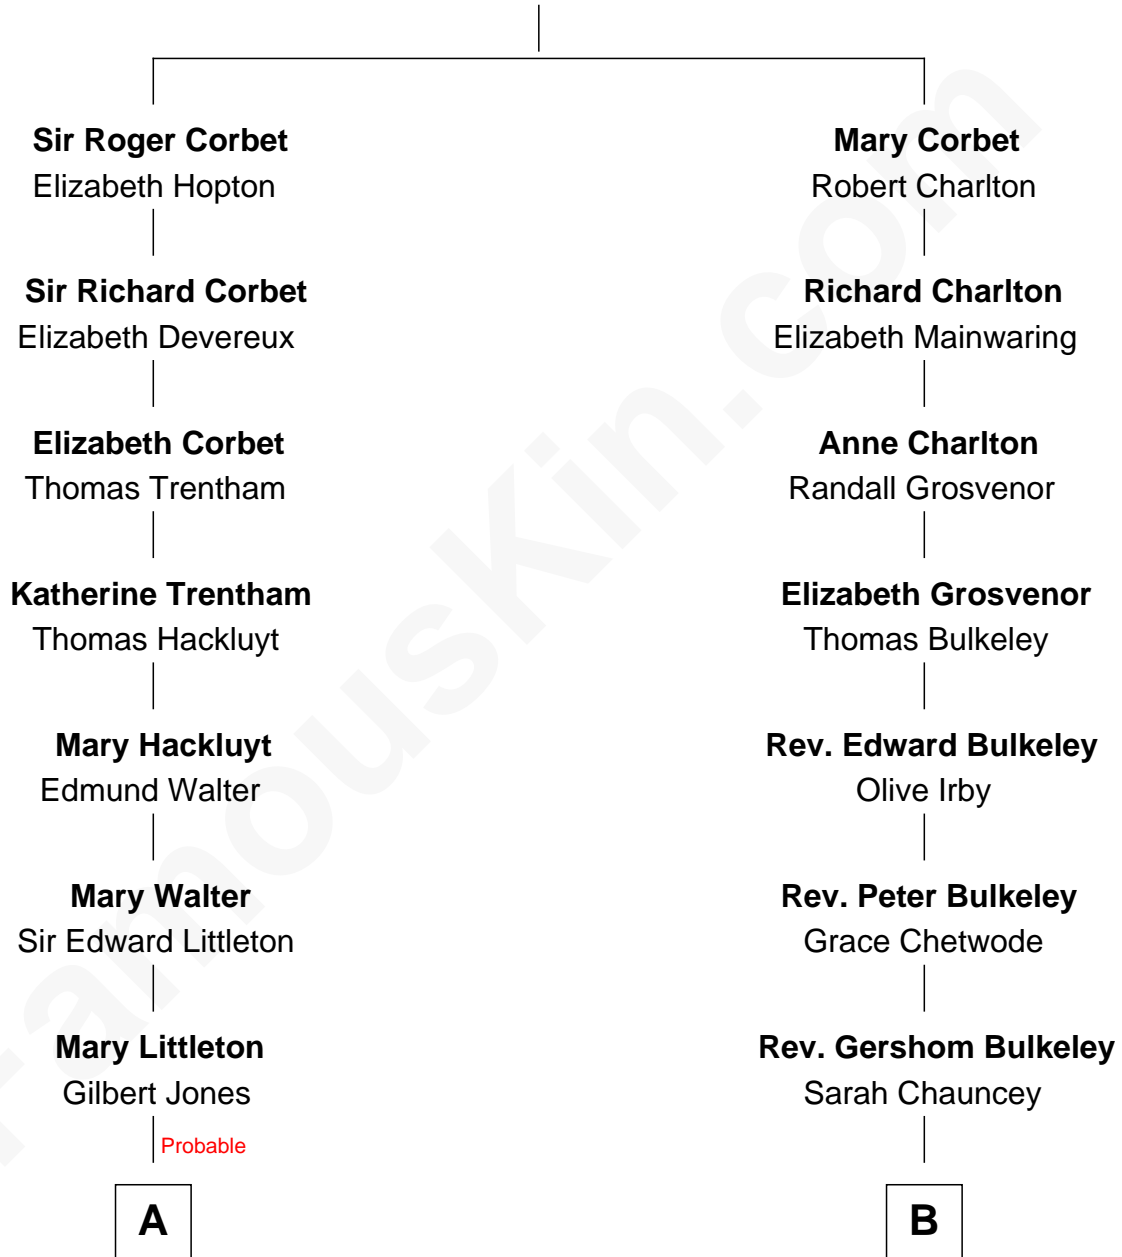 Sir Roger Corbet
Elizabeth Hopton
Sir Richard Corbet
Elizabeth Devereux
Elizabeth Corbet
Thomas Trentham
Katherine Trentham
Thomas Hackluyt
Mary Hackluyt
Edmund Walter
Mary Walter
Sir Edward Littleton
Mary Littleton
Gilbert Jones
Probable
A
Mary Corbet
Robert Charlton
Richard Charlton
Elizabeth Mainwaring
Anne Charlton
Randall Grosvenor
Elizabeth Grosvenor
Thomas Bulkeley
Rev. Edward Bulkeley
Olive Irby
Rev. Peter Bulkeley
Grace Chetwode
Rev. Gershom Bulkeley
Sarah Chauncey
B
FamousKin.com